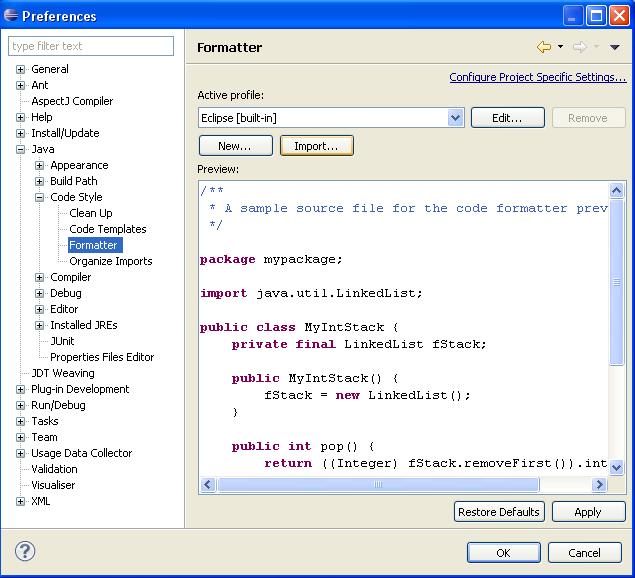 Preferences
type filter text
General
Ant
AspectJ Compiler
Help
Install/Update
Java
Appearance
Build Path
Code Style
Clean Up
Code Templates
Formatter
Organize Imports
Compiler
Debug
Editor
Installed JREs
JUnit
Properties Files Editor
JDT Weaving
Plug-in Development
Run/Debug
Tasks
Team
Usage Data Collector
Validation
Visualiser
XML
Formatter
Configure Project Specific Settings...
Active profile:
Eclipse [built-in]
Edit...
Remove
New...
Import...
Preview:
/**
 * A sample source file for the code formatter prev
 */
package mypackage;
import java.util.LinkedList;
public class MyIntStack {
    private final LinkedList fStack;
    public MyIntStack() {
        fStack = new LinkedList();
    }
    public int pop() {
        return ((Integer) fStack.removeFirst()).int
Restore Defaults
Apply
?
OK
Cancel